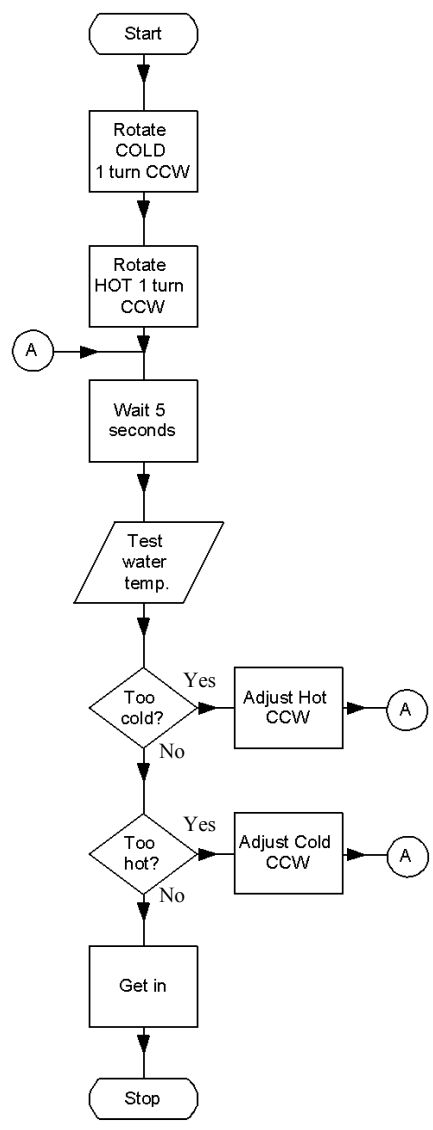 Start
Rotate
COLD
1 turn CCW
Rotate
HOT 1 turn
CCW
A
Wait 5
seconds
Test
water
temp.
Too
cold?
Yes
Adjust Hot
CCW
A
No
Too
hot?
Yes
Adjust Cold
CCW
A
No
Get in
Stop